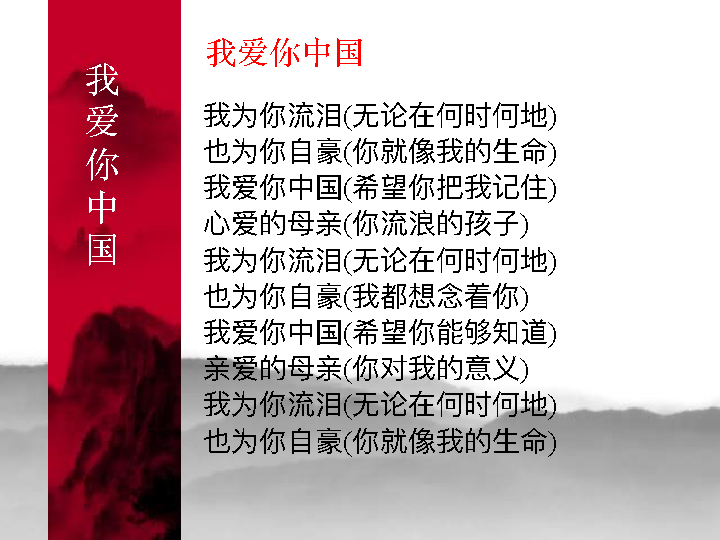 我爱你中国
我爱你中国
我为你流泪(无论在何时何地)
也为你自豪(你就像我的生命)
我爱你中国(希望你把我记住)
心爱的母亲(你流浪的孩子)
我为你流泪(无论在何时何地)
也为你自豪(我都想念着你)
我爱你中国(希望你能够知道)
亲爱的母亲(你对我的意义)
我为你流泪(无论在何时何地)
也为你自豪(你就像我的生命)